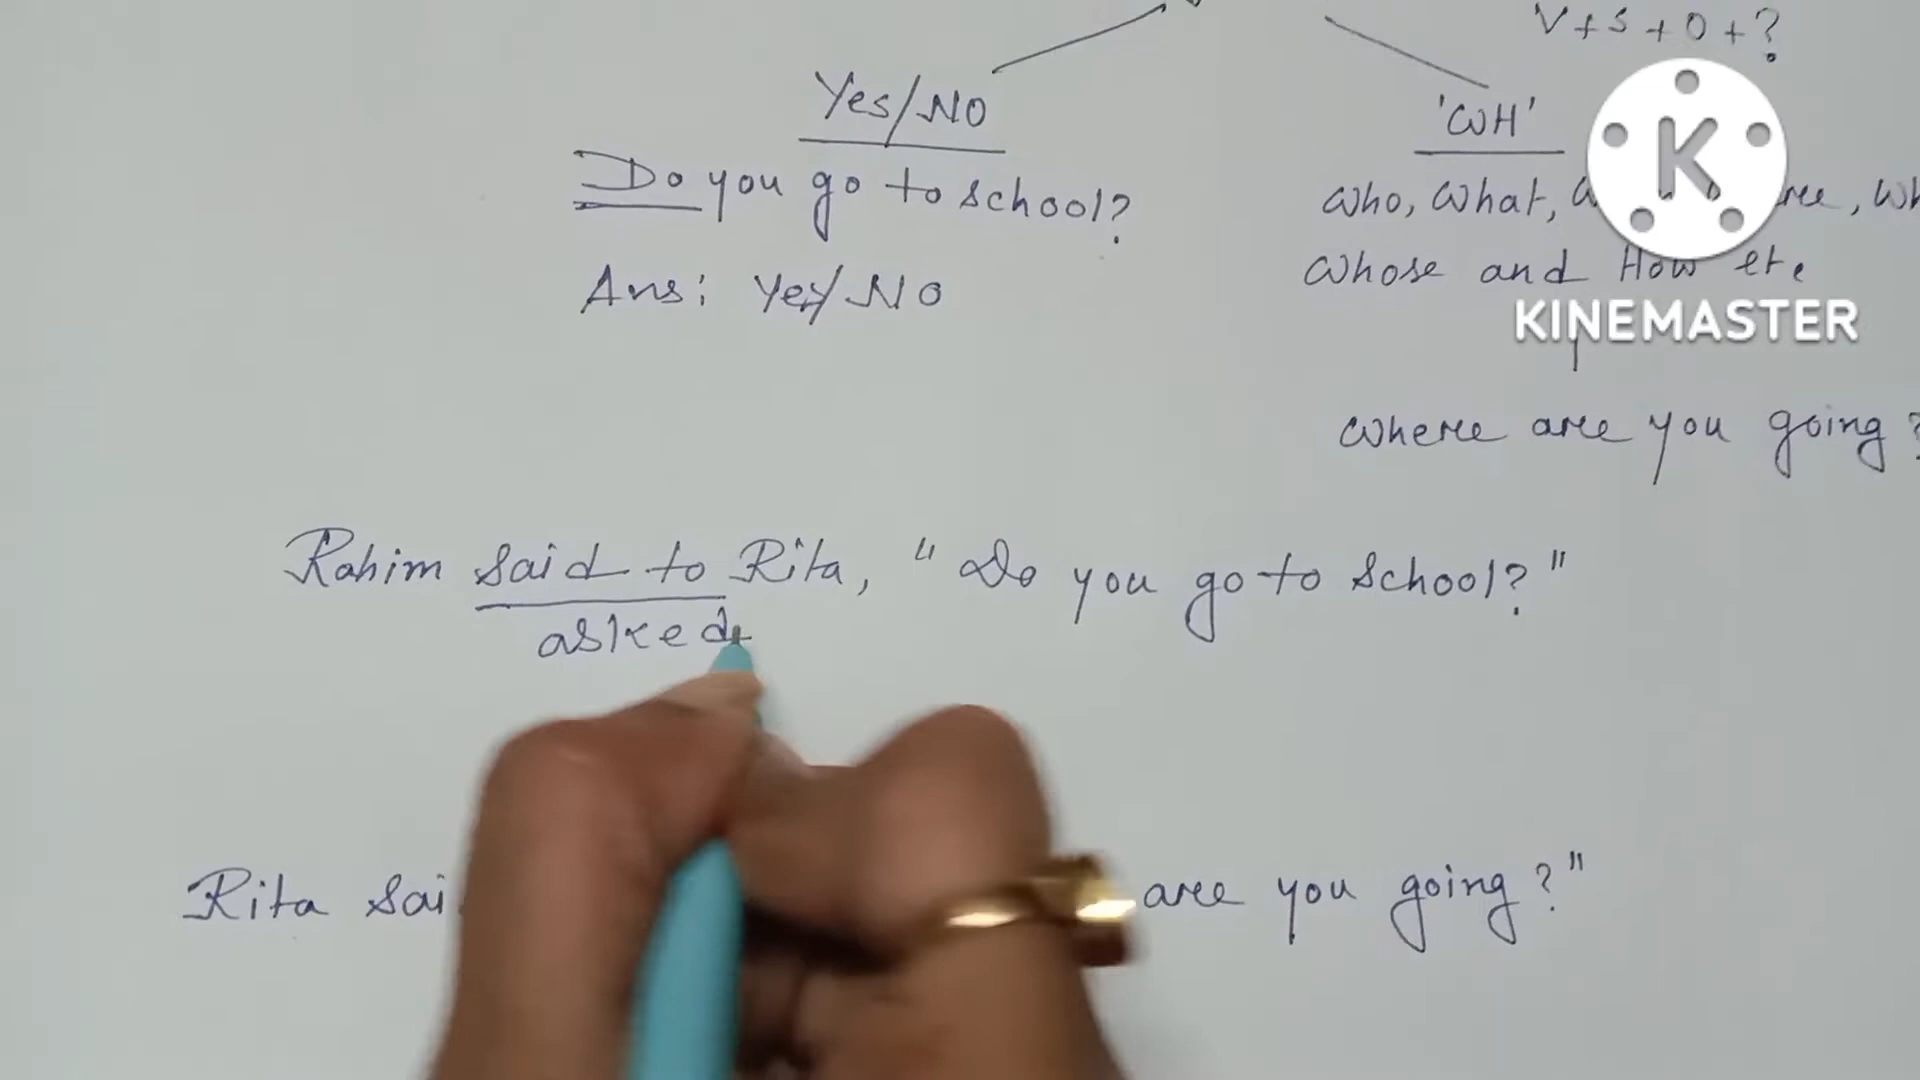 V + S + O + ?
Yes/NO
'WH'
Do you go to school?
Who, What,
Whose and How etc
Ans: Yes/NO
KINEMASTER
Where are you going?
Rahim said to Rita, "Do you go to school?"
asked
Rita sai
are you going?"